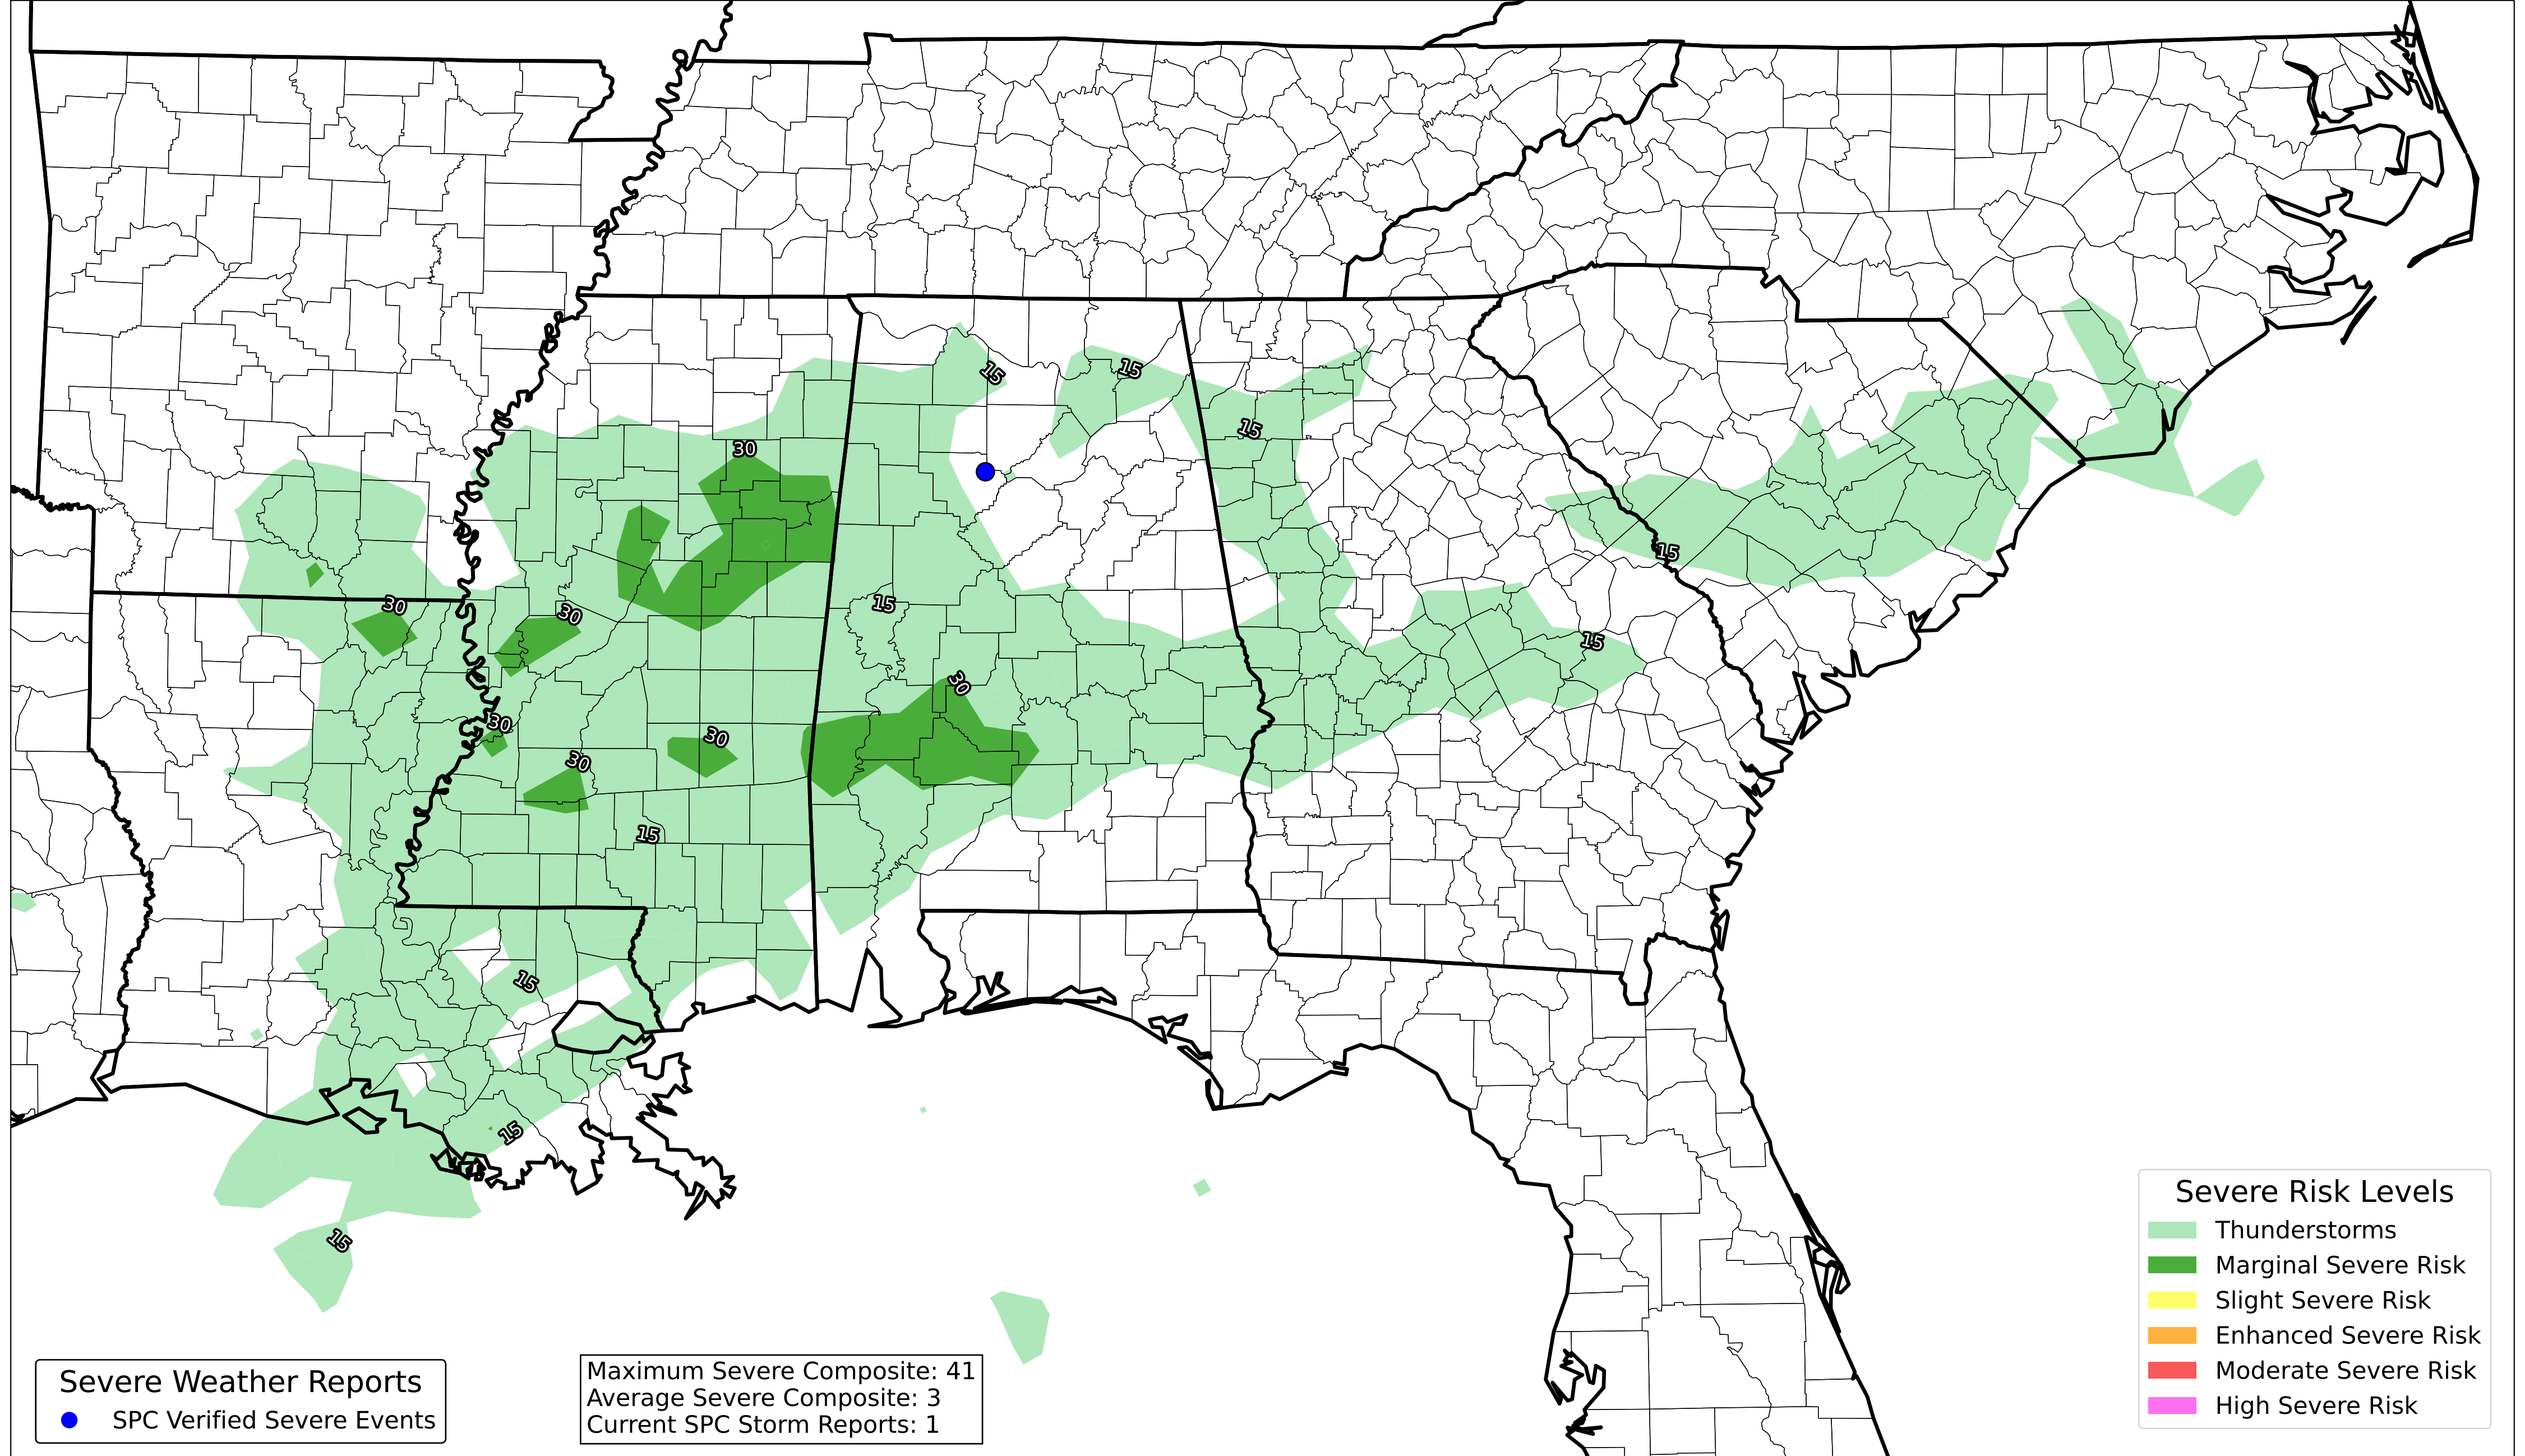 15
15
15
30
15
30
30
15
15
15
30
30
30
30
15
15
15
15
Severe Risk Levels
Thunderstorms
Marginal Severe Risk
Slight Severe Risk
Enhanced Severe Risk
Moderate Severe Risk
High Severe Risk
Severe Weather Reports
SPC Verified Severe Events
Maximum Severe Composite: 41
Average Severe Composite: 3
Current SPC Storm Reports: 1